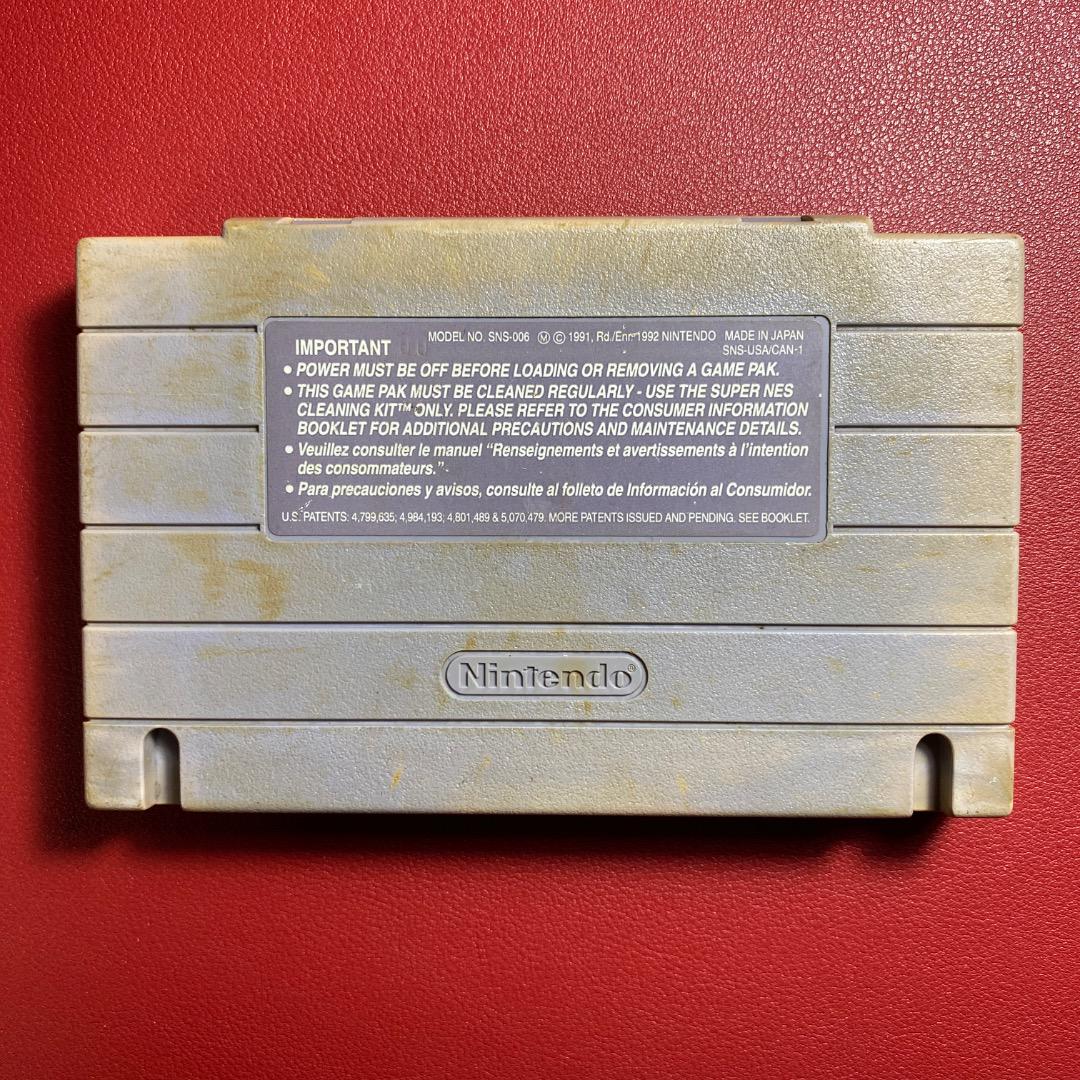 IMPORTANT MODEL NO. SNS-006 Ⓜ © 1991, Rd./Enr. 1992 NINTENDO MADE IN JAPAN
SNS-USA/CAN-1
• POWER MUST BE OFF BEFORE LOADING OR REMOVING A GAME PAK.
• THIS GAME PAK MUST BE CLEANED REGULARLY - USE THE SUPER NES
CLEANING KIT™ ONLY. PLEASE REFER TO THE CONSUMER INFORMATION
BOOKLET FOR ADDITIONAL PRECAUTIONS AND MAINTENANCE DETAILS.
• Veuillez consulter le manuel “Renseignements et avertissements à l’intention
des consommateurs.”
• Para precauciones y avisos, consulte al folleto de Información al Consumidor.
U.S. PATENTS: 4,799,635; 4,984,193; 4,801,489 & 5,070,479. MORE PATENTS ISSUED AND PENDING. SEE BOOKLET.
Nintendo®